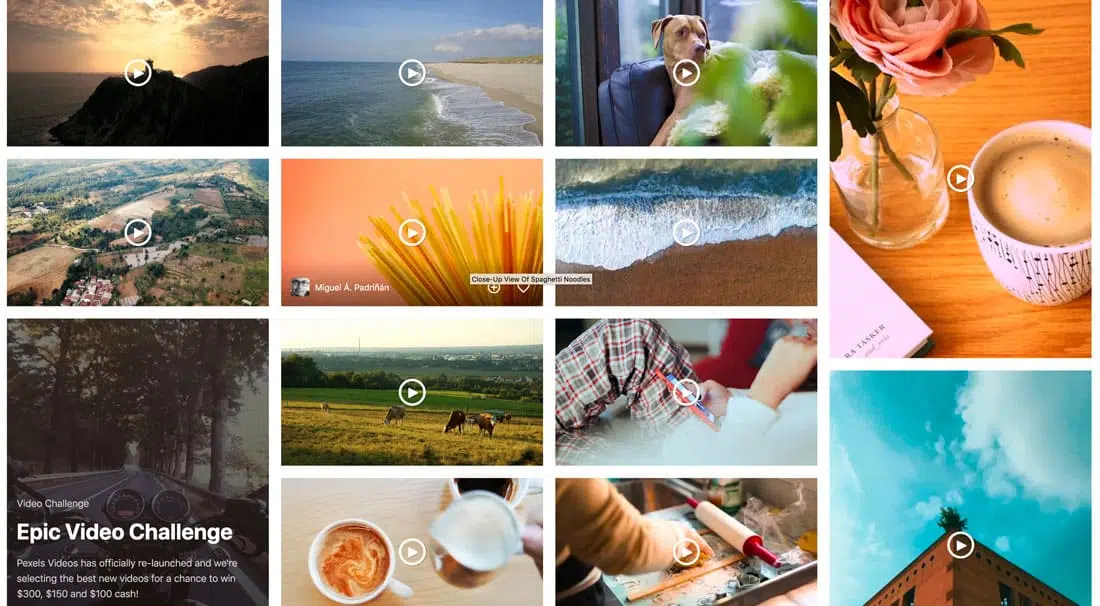 Miguel Á. Padriñán
Close-Up View Of Spaghetti Noodles
RA TASKER
Video Challenge
Epic Video Challenge
Pexels Videos has officially re-launched and we're
selecting the best new videos for a chance to win
$300, $150 and $100 cash!